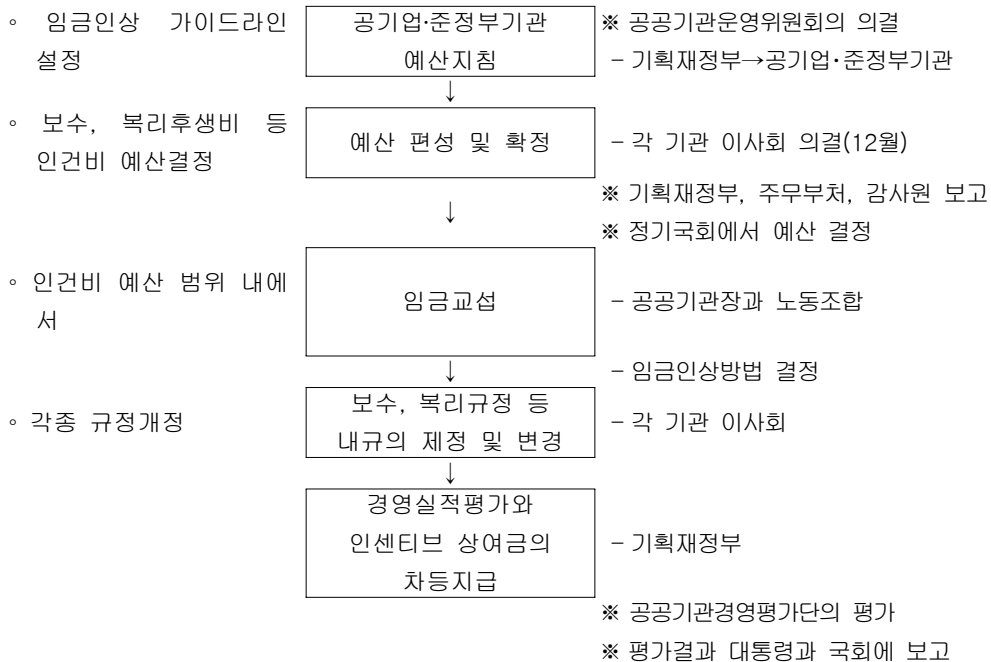 ◦ 임금인상 가이드라인 설정
공기업·준정부기관
예산지침
※ 공공기관운영위원회의 의결
- 기획재정부→공기업·준정부기관
↓
◦ 보수, 복리후생비 등
인건비 예산결정
예산 편성 및 확정
- 각 기관 이사회 의결(12월)
↓
※ 기획재정부, 주무부처, 감사원 보고
※ 정기국회에서 예산 결정
◦ 인건비 예산 범위 내에
서
임금교섭
- 공공기관장과 노동조합
↓
- 임금인상방법 결정
◦ 각종 규정개정
보수, 복리규정 등
내규의 제정 및 변경
- 각 기관 이사회
↓
경영실적평가와
인센티브 상여금의
차등지급
- 기획재정부
※ 공공기관경영평가단의 평가
※ 평가결과 대통령과 국회에 보고